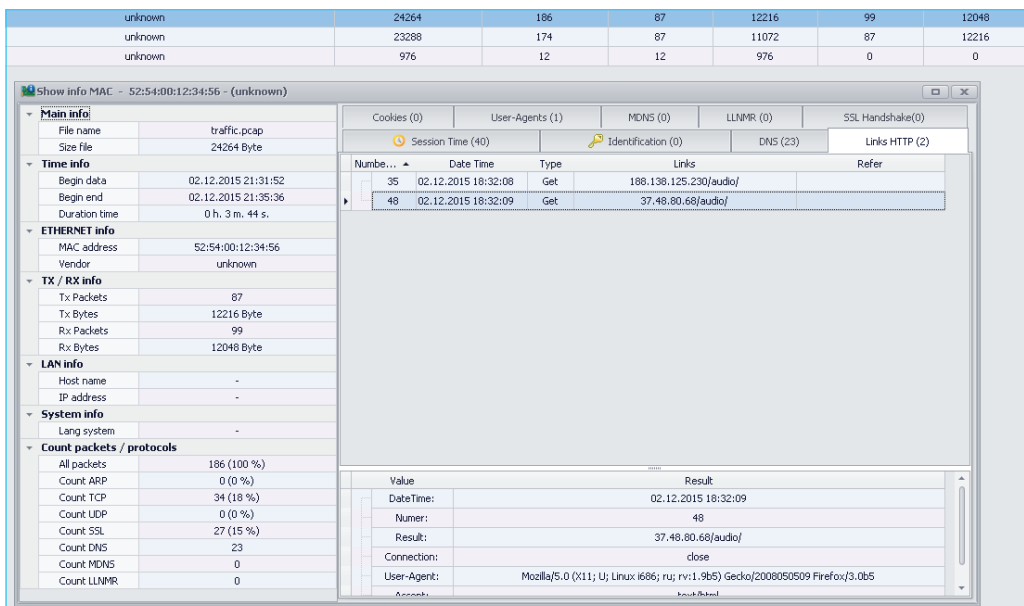 unknown 24264 186 87 12216 99 12048
unknown 23288 174 87 11072 87 12216
unknown 976 12 12 976 0 0
Show info MAC - 52:54:00:12:34:56 - (unknown)
Main info
File name traffic.pcap
Size file 24264 Byte
Time info
Begin data 02.12.2015 21:31:52
Begin end 02.12.2015 21:35:36
Duration time 0 h. 3 m. 44 s.
ETHERNET info
MAC address 52:54:00:12:34:56
Vendor unknown
TX / RX info
Tx Packets 87
Tx Bytes 12216 Byte
Rx Packets 99
Rx Bytes 12048 Byte
LAN info
Host name -
IP address -
System info
Lang system -
Count packets / protocols
All packets 186 (100 %)
Count ARP 0 (0 %)
Count TCP 34 (18 %)
Count UDP 0 (0 %)
Count SSL 27 (15 %)
Count DNS 23
Count MDNS 0
Count LLNMR 0
Cookies (0) User-Agents (1) MDNS (0) LLNMR (0) SSL Handshake(0)
Session Time (40) Identification (0) DNS (23) Links HTTP (2)
Numbe... Date Time Type Links Refer
35 02.12.2015 18:32:08 Get 188.138.125.230/audio/
48 02.12.2015 18:32:09 Get 37.48.80.68/audio/
Value Result
DateTime: 02.12.2015 18:32:09
Numer: 48
Result: 37.48.80.68/audio/
Connection: close
User-Agent: Mozilla/5.0 (X11; U; Linux i686; ru; rv:1.9b5) Gecko/2008050509 Firefox/3.0b5
Accept: text/html